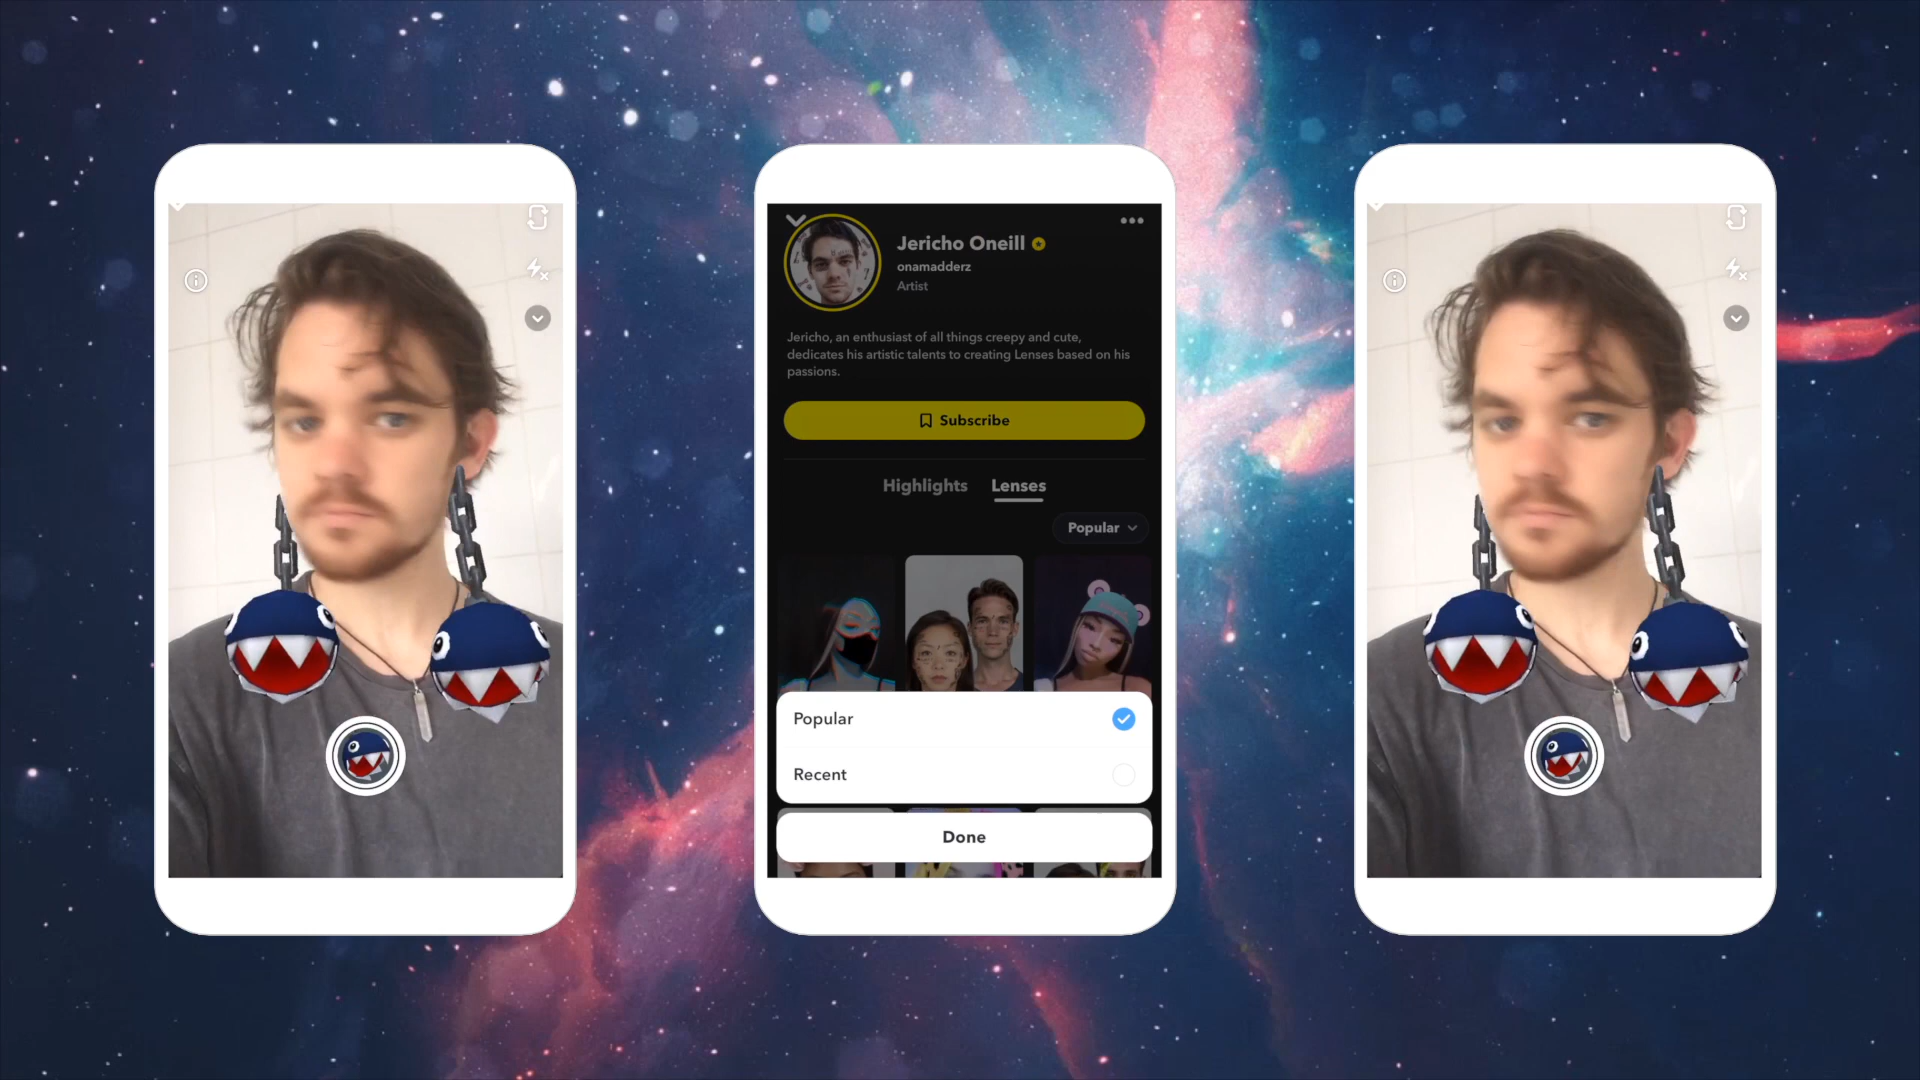 Jericho Oneill
onamadderz
Artist
Jericho, an enthusiast of all things creepy and cute,
dedicates his artistic talents to creating Lenses based on his
passions.
Subscribe
Highlights Lenses
Popular
Popular
Recent
Done